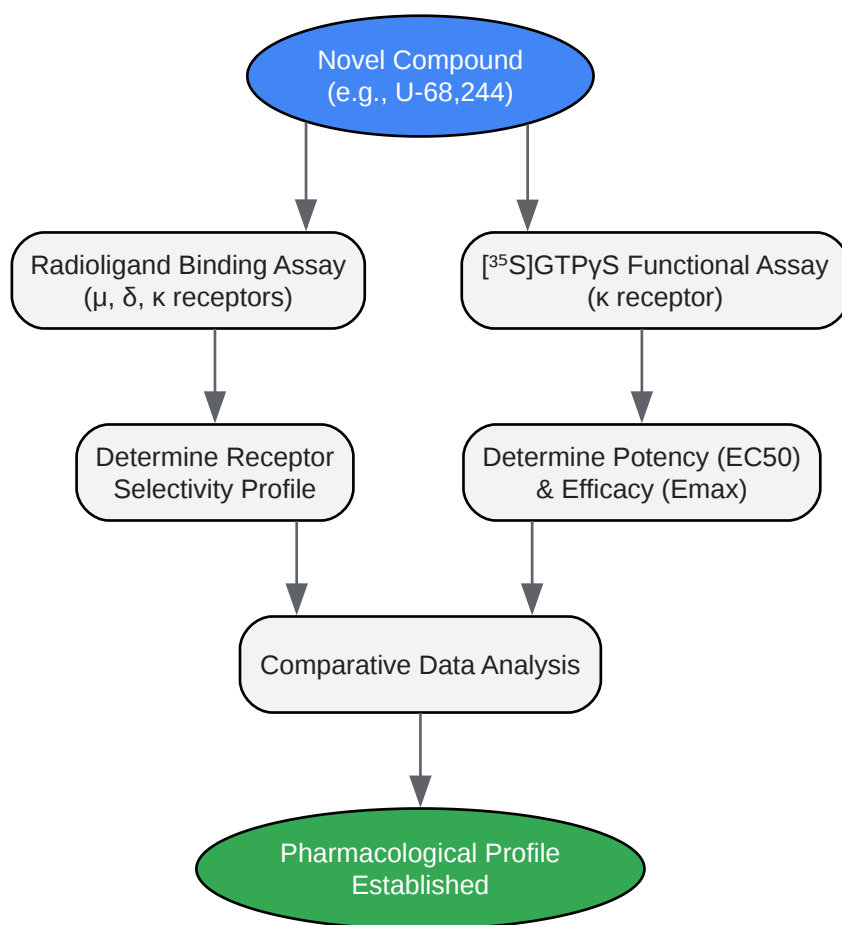 Novel Compound
(e.g., U-68,244)
Radioligand Binding Assay
(μ, δ, κ receptors)
[³⁵S]GTPγS Functional Assay
(κ receptor)
Determine Receptor
Selectivity Profile
Determine Potency (EC50)
& Efficacy (Emax)
Comparative Data Analysis
Pharmacological Profile
Established